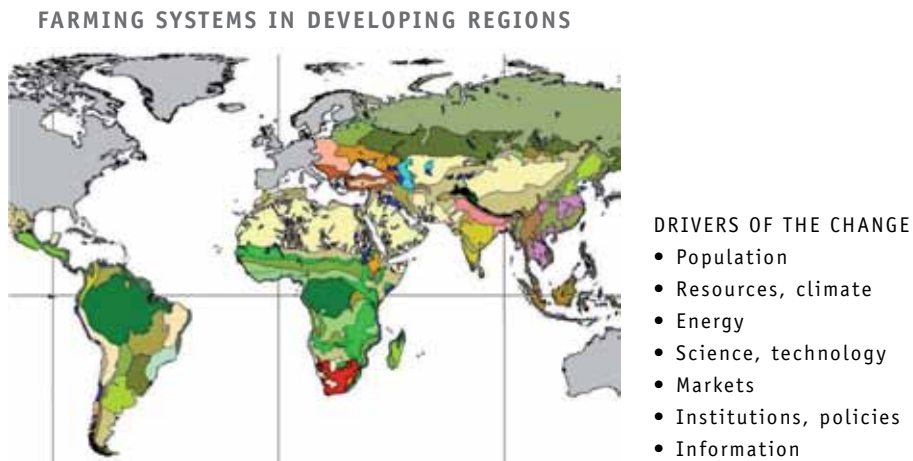 FARMING SYSTEMS IN DEVELOPING REGIONS
DRIVERS OF THE CHANGE
• Population
• Resources, climate
• Energy
• Science, technology
• Markets
• Institutions, policies
• Information